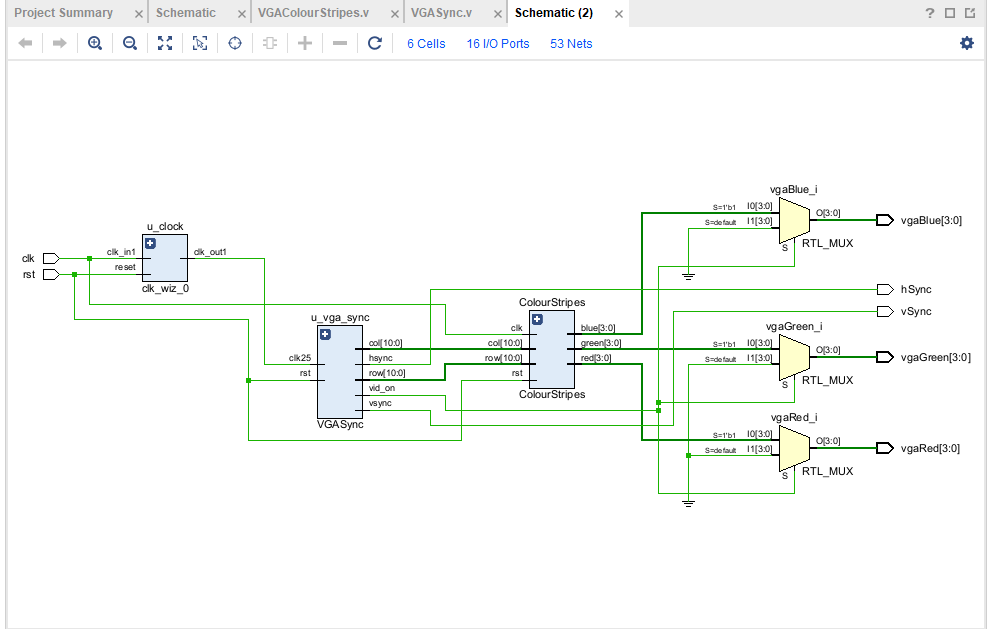 Project Summary × Schematic × VGAColourStripes.v × VGASync.v × Schematic (2) × ?
6 Cells 16 I/O Ports 53 Nets
vgaBlue_i
S=1'b1 I0[3:0]
S=default I1[3:0]
O[3:0]
S
RTL_MUX
vgaBlue[3:0]
u_clock
clk
rst
clk_in1
reset
clk_out1
clk_wiz_0
hSync
vSync
u_vga_sync
clk25
rst
col[10:0]
hsync
row[10:0]
vid_on
vsync
VGASync
ColourStripes
clk
col[10:0]
row[10:0]
rst
blue[3:0]
green[3:0]
red[3:0]
ColourStripes
vgaGreen_i
S=1'b1 I0[3:0]
S=default I1[3:0]
O[3:0]
S
RTL_MUX
vgaGreen[3:0]
vgaRed_i
S=1'b1 I0[3:0]
S=default I1[3:0]
O[3:0]
S
RTL_MUX
vgaRed[3:0]